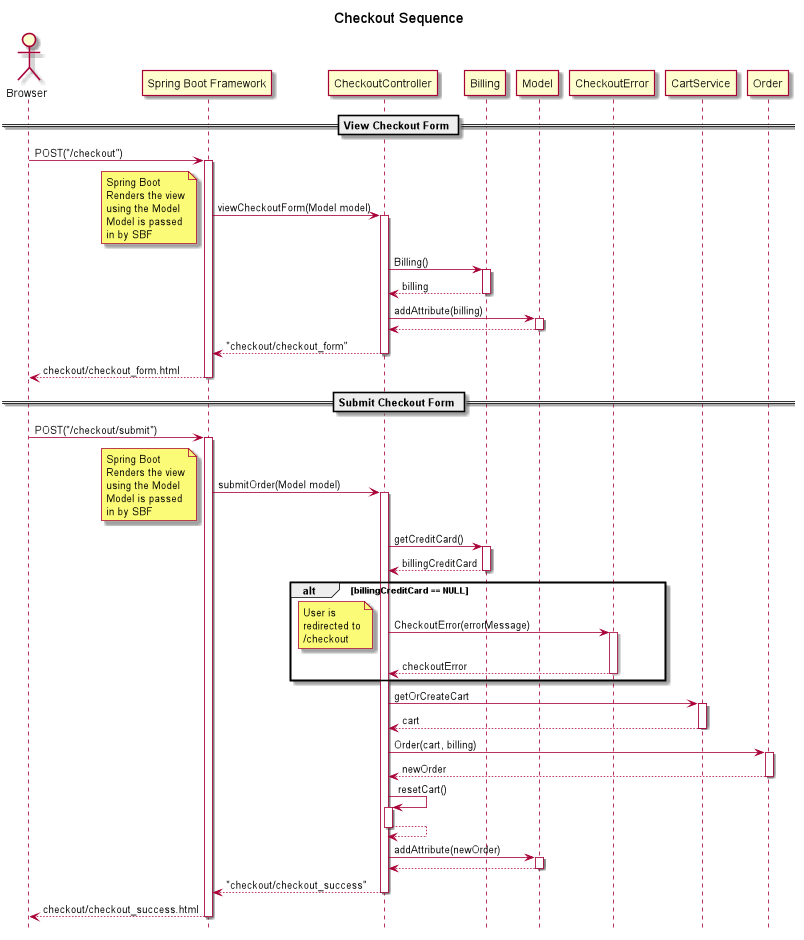 Checkout Sequence
Browser
Spring Boot Framework
CheckoutController
Billing
Model
CheckoutError
CartService
Order
View Checkout Form
POST("/checkout")
Spring Boot
Renders the view
using the Model
Model is passed
in by SBF
viewCheckoutForm(Model model)
Billing()
billing
addAttribute(billing)
"checkout/checkout_form"
checkout/checkout_form.html
Submit Checkout Form
POST("/checkout/submit")
Spring Boot
Renders the view
using the Model
Model is passed
in by SBF
submitOrder(Model model)
getCreditCard()
billingCreditCard
alt
[billingCreditCard == NULL]
User is
redirected to
/checkout
CheckoutError(errorMessage)
checkoutError
getOrCreateCart
cart
Order(cart, billing)
newOrder
resetCart()
addAttribute(newOrder)
"checkout/checkout_success"
checkout/checkout_success.html